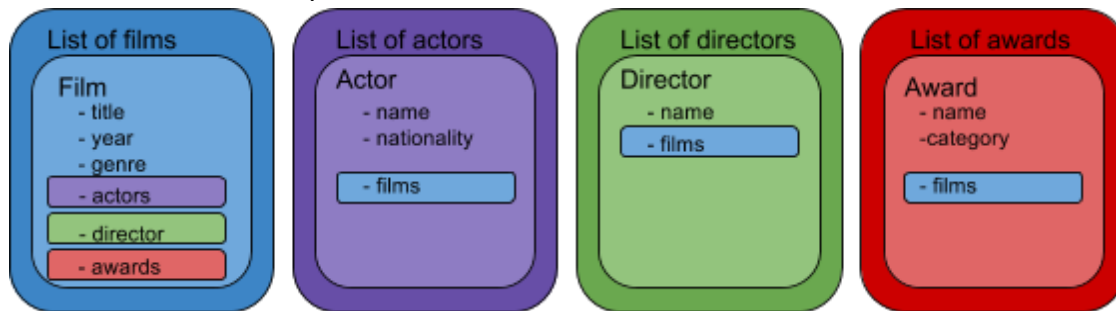 List of films
Film
- title
- year
- genre
- actors
- director
- awards
List of actors
Actor
- name
- nationality
- films
List of directors
Director
- name
- films
List of awards
Award
- name
-category
- films